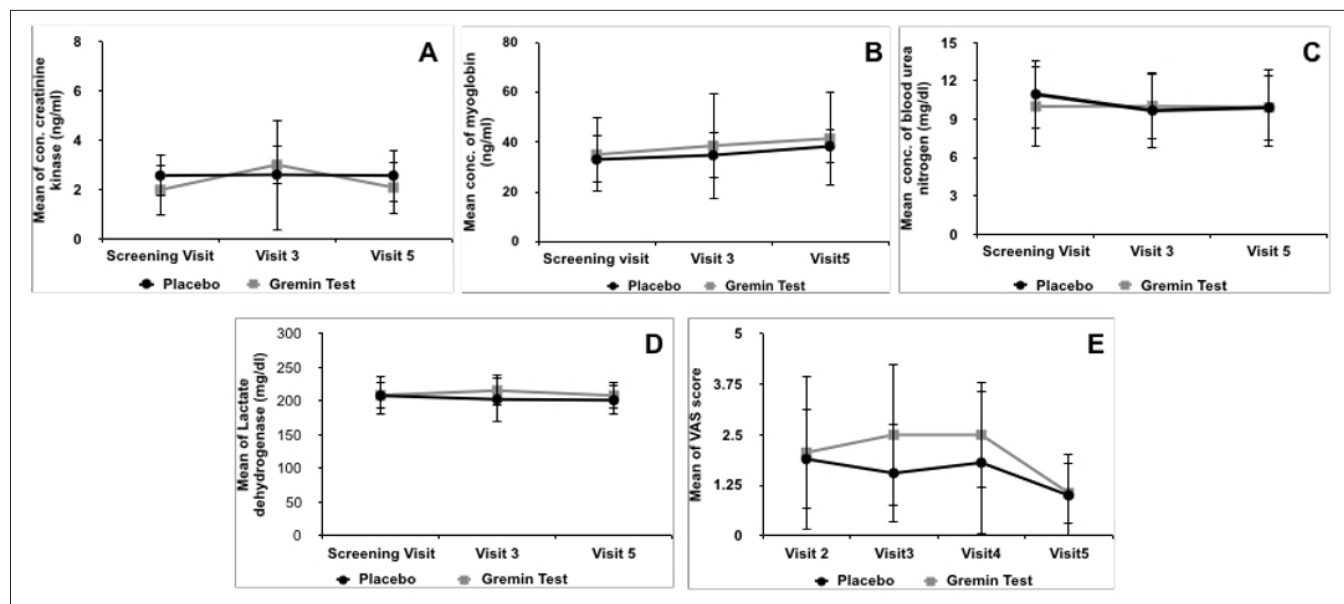 A
Mean of con. creatinine
kinase (ng/ml)
8
6
4
2
0
Screening Visit Visit 3 Visit 5
Placebo Gremin Test
B
Mean conc. of myoglobin
(ng/ml)
80
60
40
20
0
Screening visit Visit 3 Visit5
Placebo Gremin Test
C
Mean conc. of blood urea
nitrogen (mg/dl)
15
12
9
6
3
0
Screening Visit Visit 3 Visit 5
Placebo Gremin Test
D
Mean of Lactate
dehydrogenase (mg/dl)
300
250
200
150
100
50
0
Screening Visit Visit 3 Visit 5
Placebo Gremin Test
E
Mean of VAS score
5
3.75
2.5
1.25
0
Visit 2 Visit3 Visit4 Visit5
Placebo Gremin Test